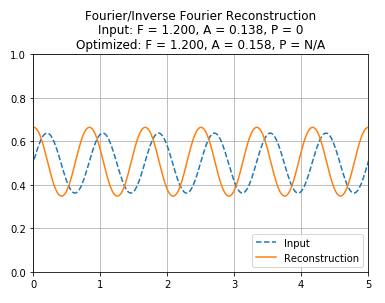 Fourier/Inverse Fourier Reconstruction
Input: F = 1.200, A = 0.138, P = 0
Optimized: F = 1.200, A = 0.158, P = N/A
1.0
0.8
0.6
0.4
0.2
0.0
0 1 2 3 4 5
Input
Reconstruction